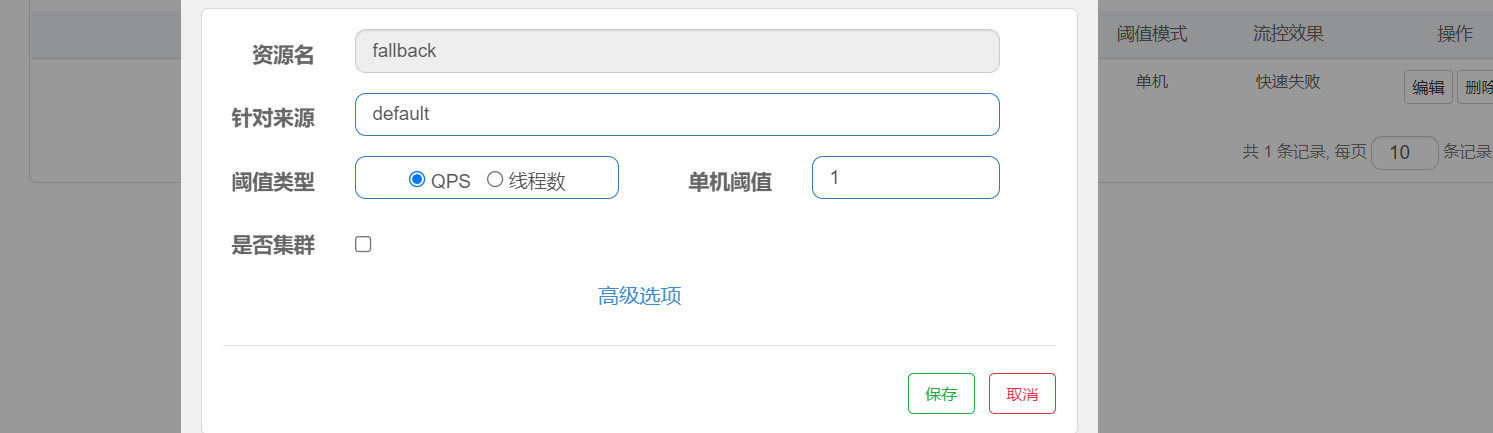 资源名 fallback
阈值模式 流控效果 操作
单机 快速失败 编辑 删除
针对来源 default
共 1 条记录, 每页 10 条记录
阈值类型 QPS 线程数 单机阈值 1
是否集群
高级选项
保存 取消